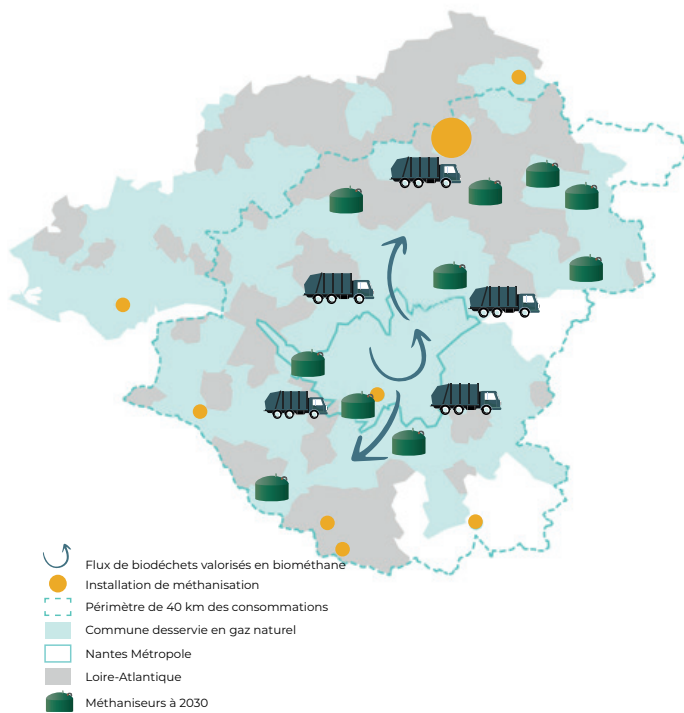 Flux de biodéchets valorisés en biométhane
Installation de méthanisation
Périmètre de 40 km des consommations
Commune desservie en gaz naturel
Nantes Métropole
Loire-Atlantique
Méthaniseurs à 2030